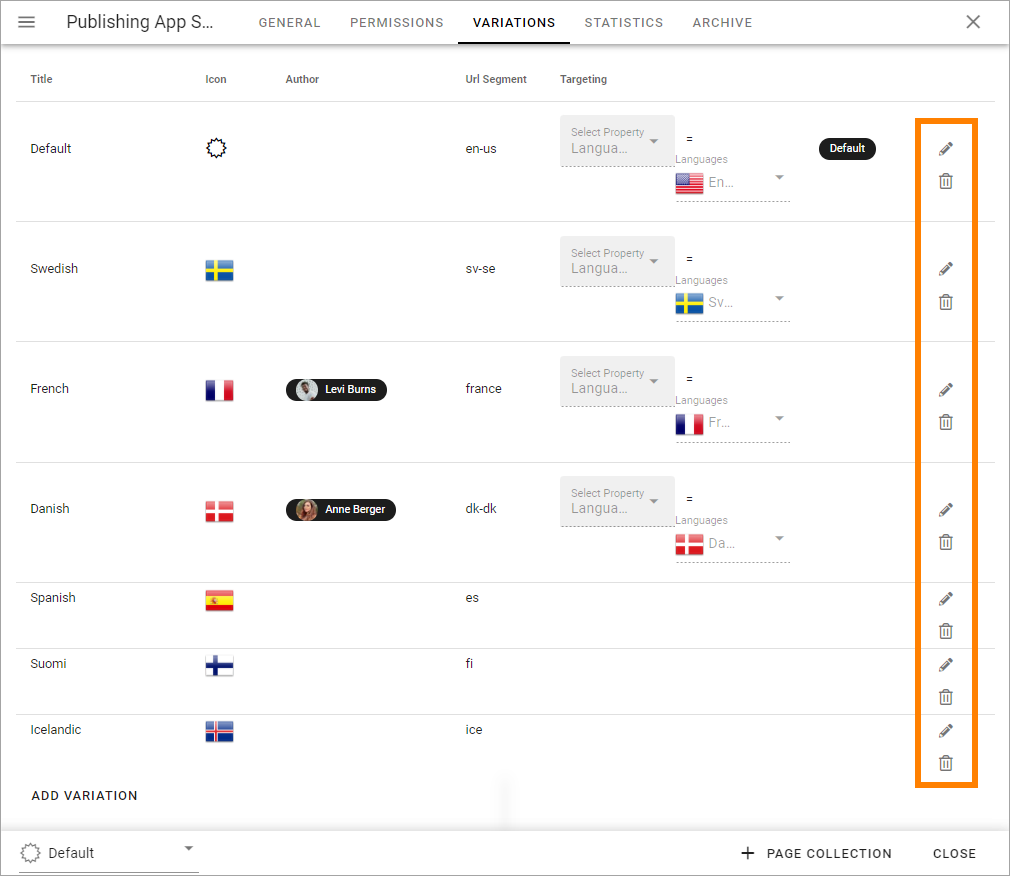 Publishing App S... GENERAL PERMISSIONS VARIATIONS STATISTICS ARCHIVE
Title Icon Author Url Segment Targeting
Default en-us Select Property Langua... = Languages En... Default
Swedish sv-se Select Property Langua... = Languages Sv...
French Levi Burns france Select Property Langua... = Languages Fr...
Danish Anne Berger dk-dk Select Property Langua... = Languages Da...
Spanish es
Suomi fi
Icelandic ice
ADD VARIATION
Default + PAGE COLLECTION CLOSE